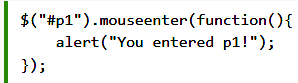 $("#p1").mouseenter(function(){
    alert("You entered p1!");
});